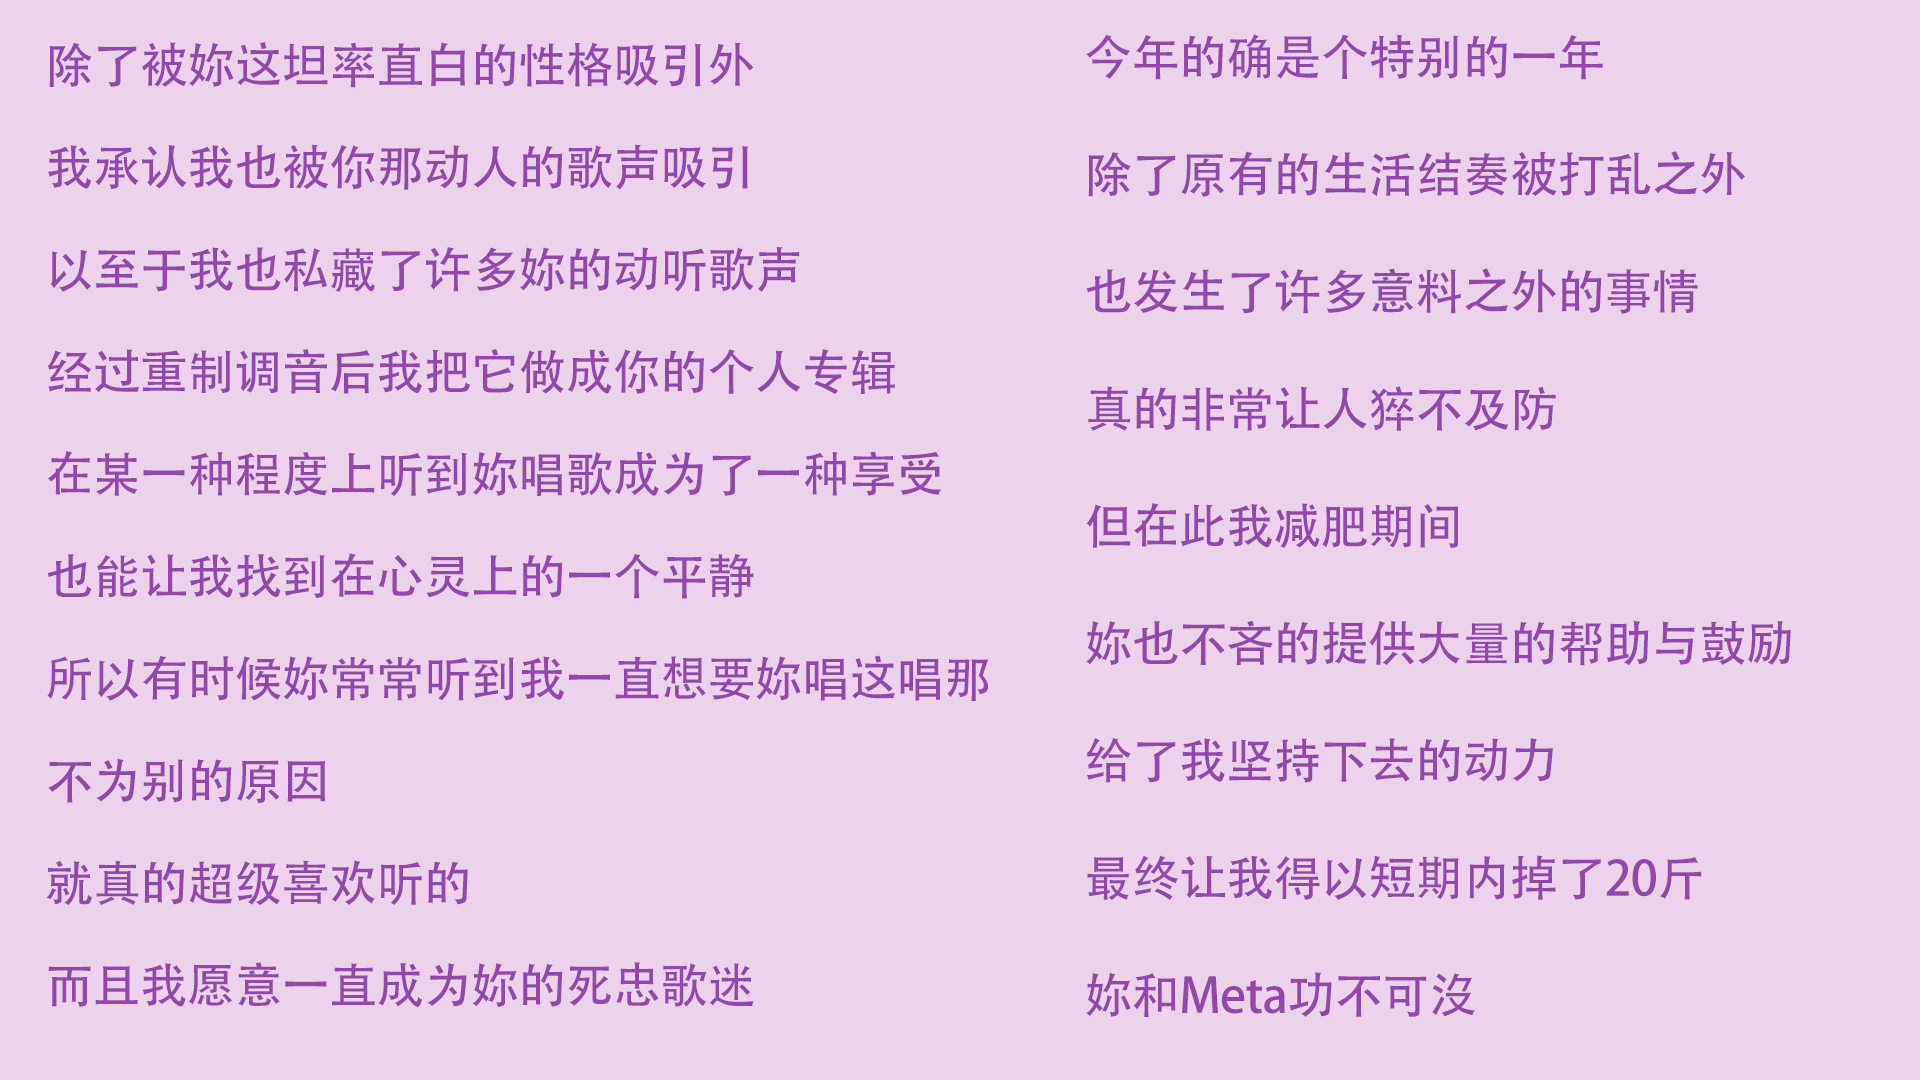 除了被妳这坦率直白的性格吸引外
我承认我也被你那动人的歌声吸引
以至于我也私藏了许多妳的动听歌声
经过重制调音后我把它做成你的个人专辑
在某一种程度上听到妳唱歌成为了一种享受
也能让我找到在心灵上的一个平静
所以有时候妳常常听到我一直想要妳唱这唱那
不为别的原因
就真的超级喜欢听的
而且我愿意一直成为妳的死忠歌迷
今年的确是个特别的一年
除了原有的生活结奏被打乱之外
也发生了许多意料之外的事情
真的非常让人猝不及防
但在此我减肥期间
妳也不吝的提供大量的帮助与鼓励
给了我坚持下去的动力
最终让我得以短期内掉了20斤
妳和Meta功不可沒